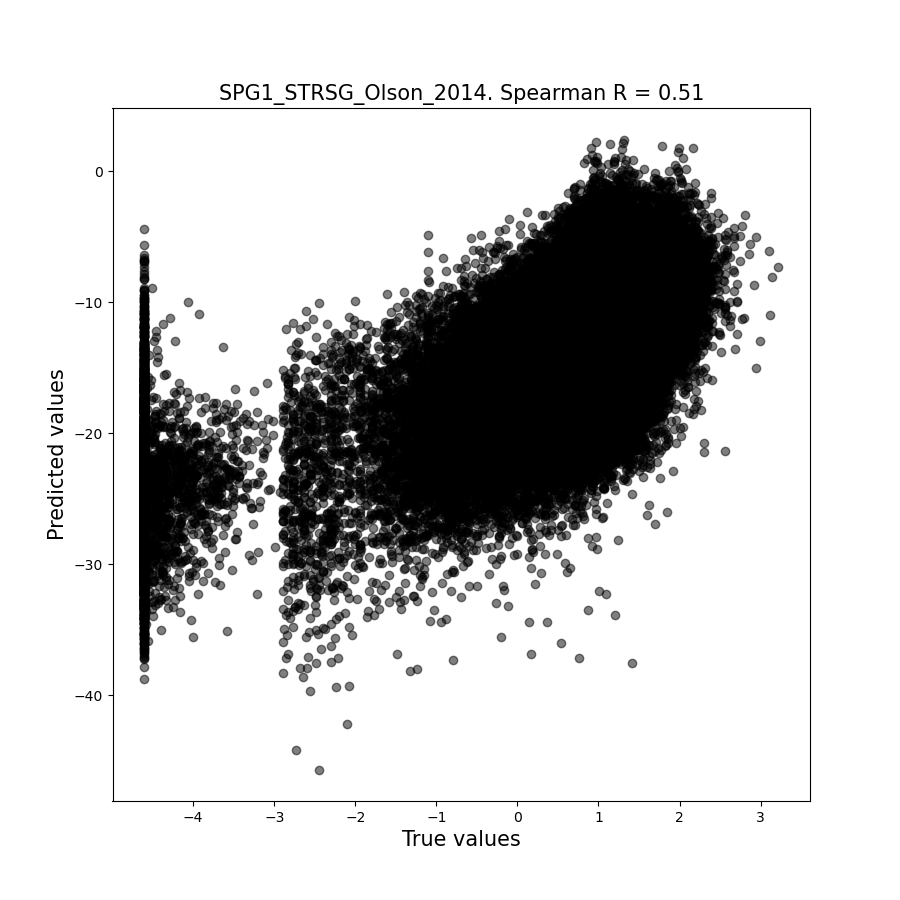 SPG1_STRSG_Olson_2014. Spearman R = 0.51
0
−10
−20
−30
−40
Predicted values
−4 −3 −2 −1 0 1 2 3
True values